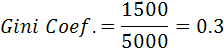 Gini Coef. = 1500/5000 = 0.3